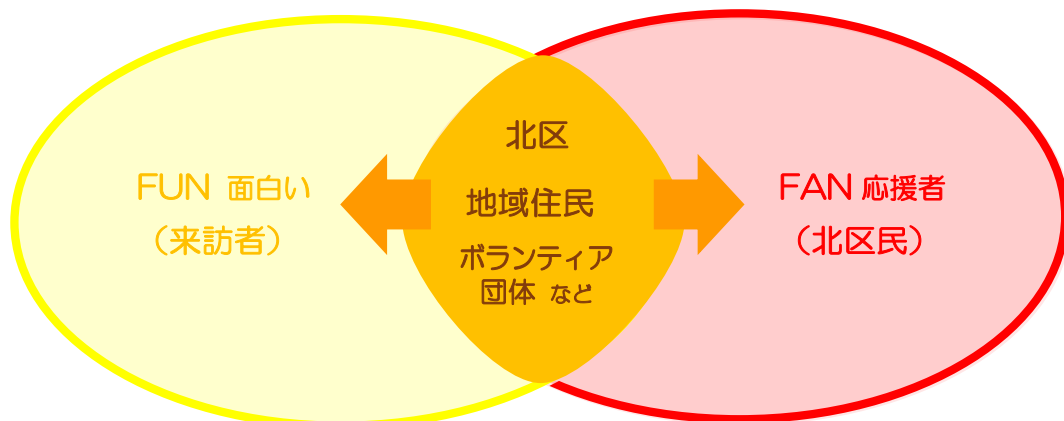 FUN 面白い
（来訪者）
北区
地域住民
ボランティア
団体 など
FAN 応援者
（北区民）